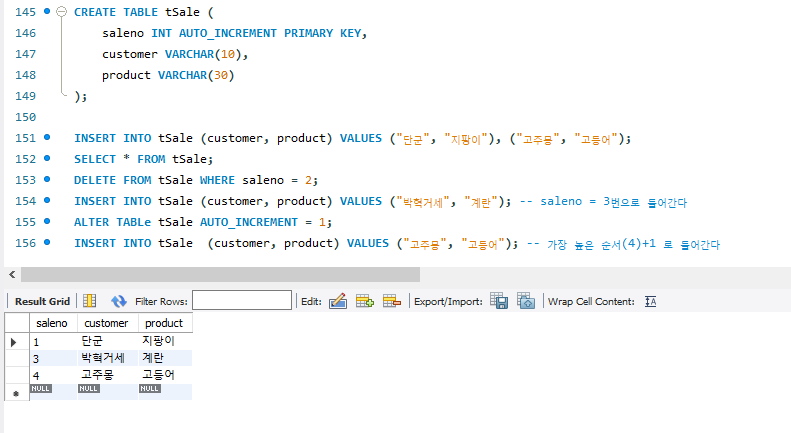 145 CREATE TABLE tSale (
146 saleno INT AUTO_INCREMENT PRIMARY KEY,
147 customer VARCHAR(10),
148 product VARCHAR(30)
149 );
150
151 INSERT INTO tSale (customer, product) VALUES ("단군", "지팡이"), ("고주몽", "고등어");
152 SELECT * FROM tSale;
153 DELETE FROM tSale WHERE saleno = 2;
154 INSERT INTO tSale (customer, product) VALUES ("박혁거세", "계란"); -- saleno = 3번으로 들어간다
155 ALTER TABLe tSale AUTO_INCREMENT = 1;
156 INSERT INTO tSale (customer, product) VALUES ("고주몽", "고등어"); -- 가장 높은 순서(4)+1 로 들어간다
Result Grid Filter Rows: Edit: Export/Import: Wrap Cell Content: IA
saleno customer product
1 단군 지팡이
3 박혁거세 계란
4 고주몽 고등어
NULL NULL NULL